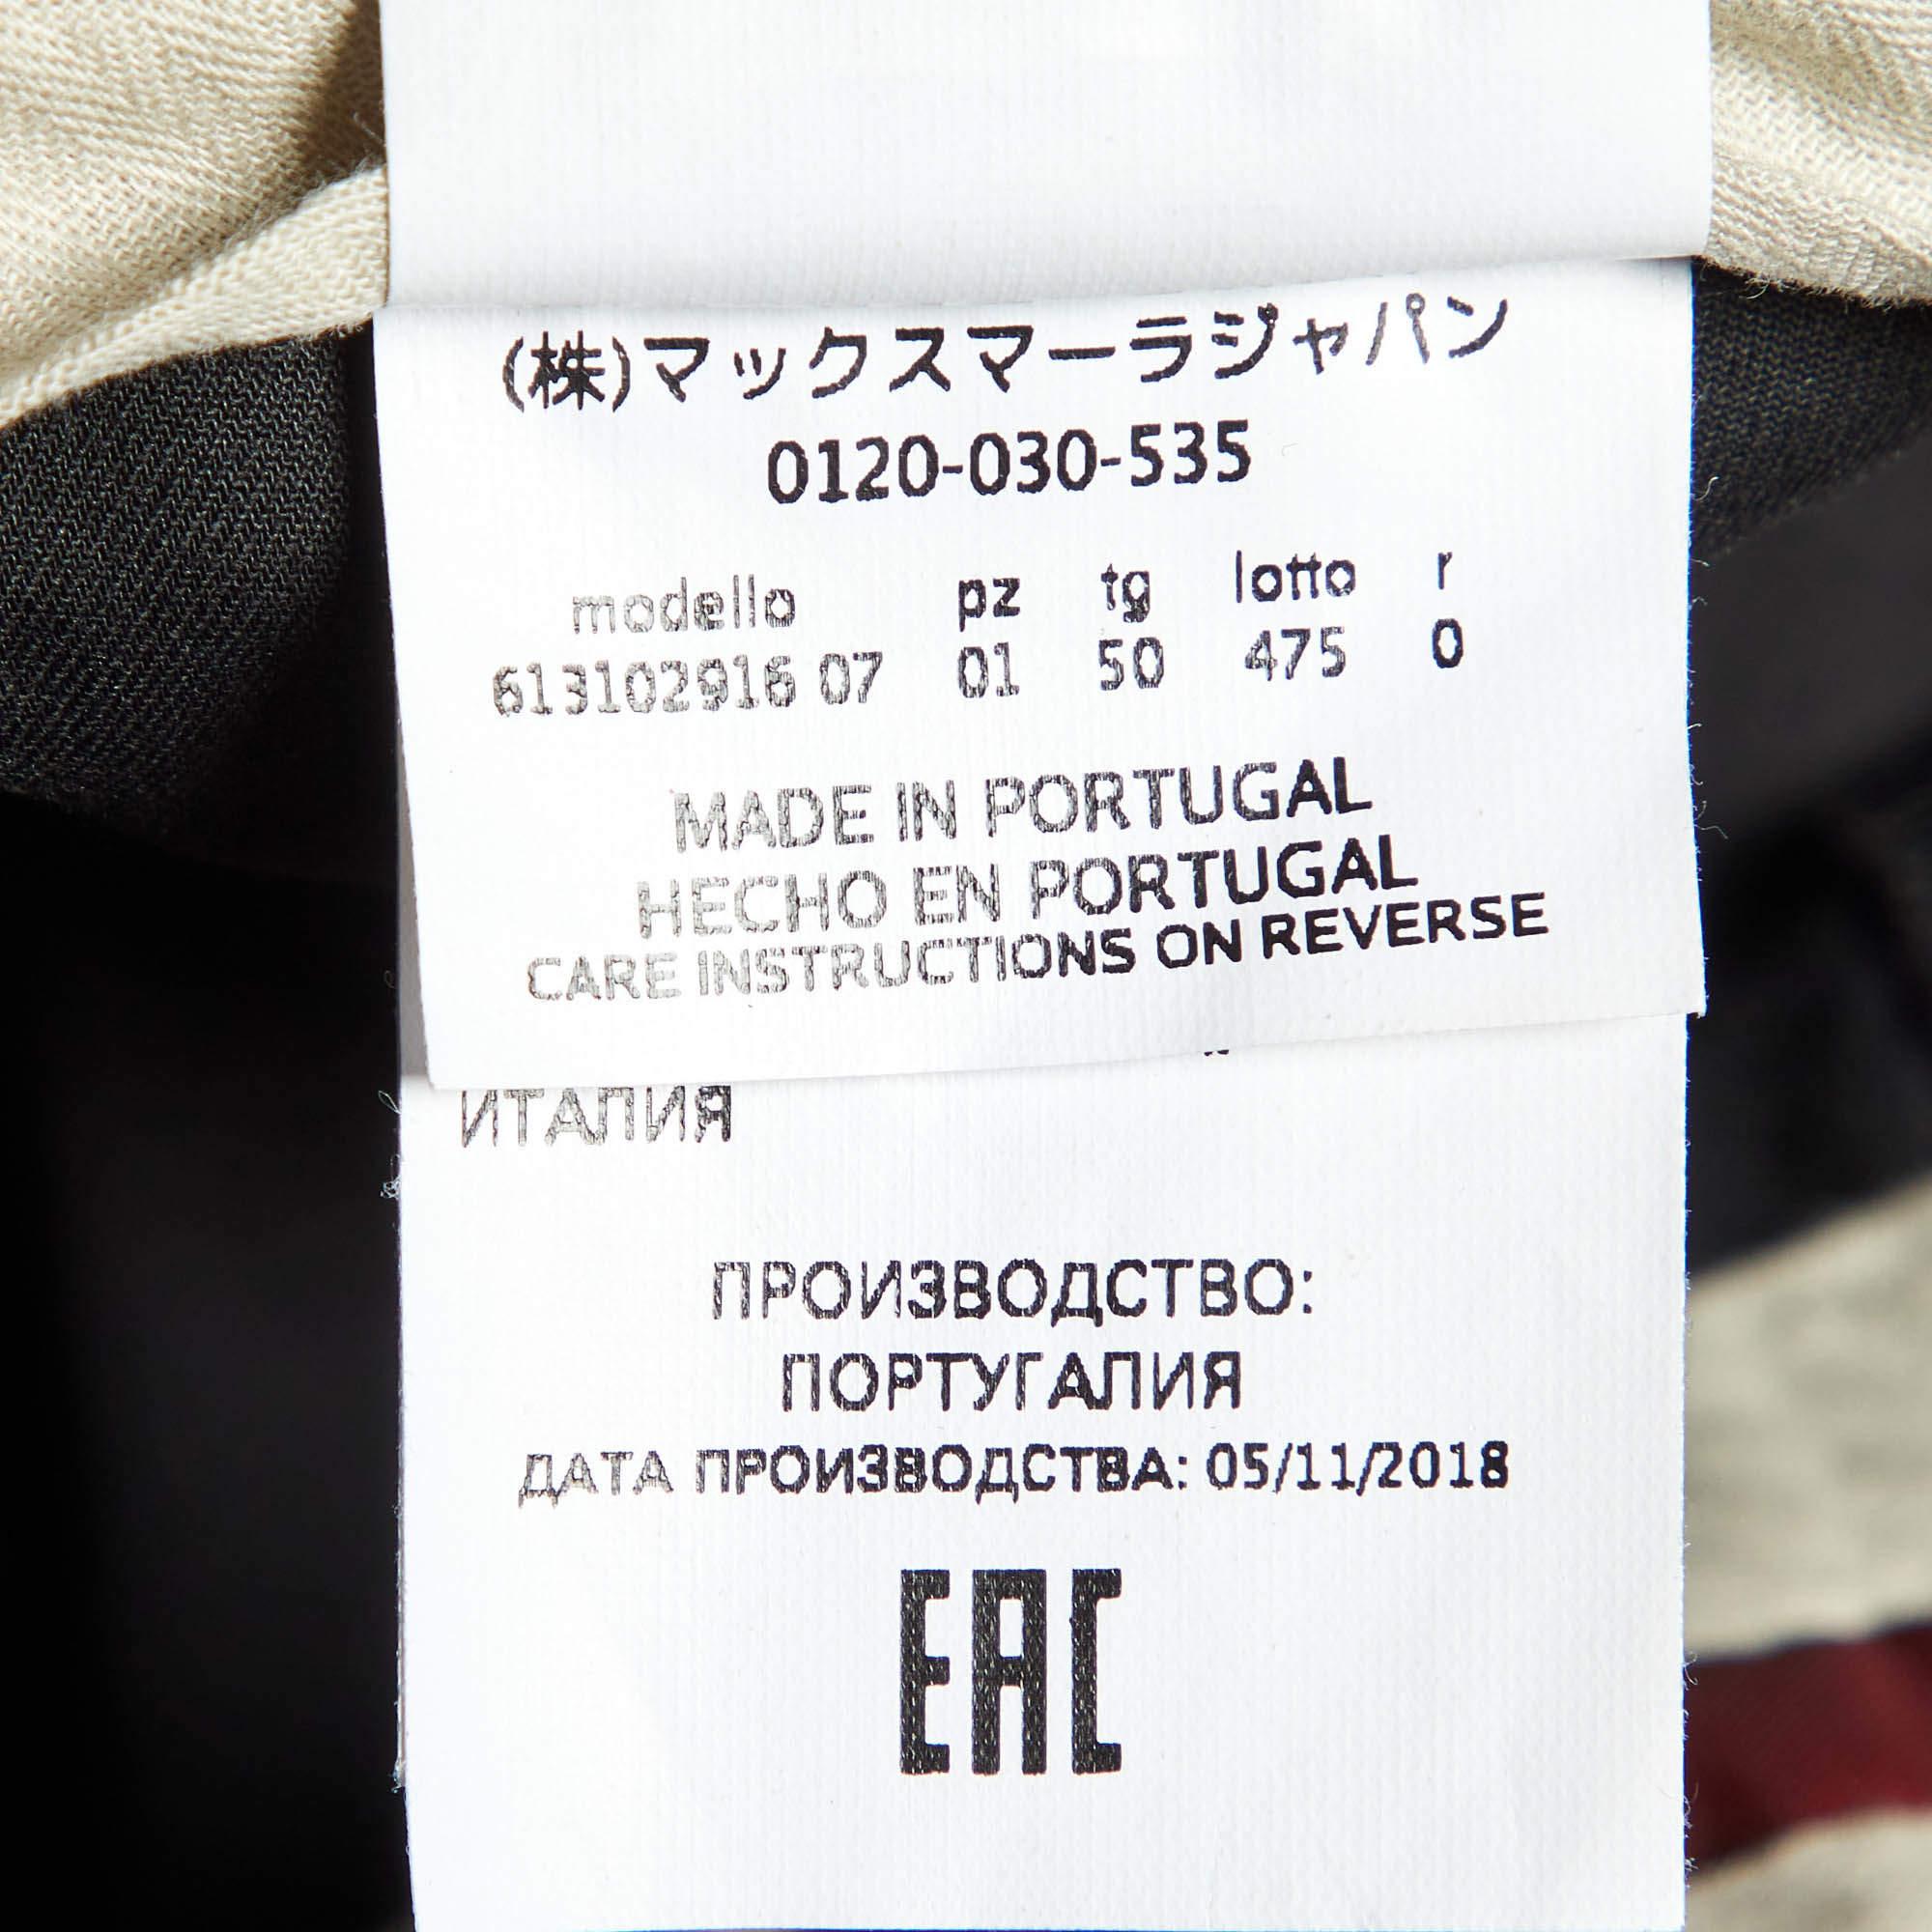 (株)マックスマーラジャパン
0120-030-535
modello pz tg lotto r
613102916 07 01 50 475 0
MADE IN PORTUGAL
HECHO EN PORTUGAL
CARE INSTRUCTIONS ON REVERSE
ИТАЛИЯ
ПРОИЗВОДСТВО:
ПОРТУГАЛИЯ
ДАТА ПРОИЗВОДСТВА: 05/11/2018
EAC